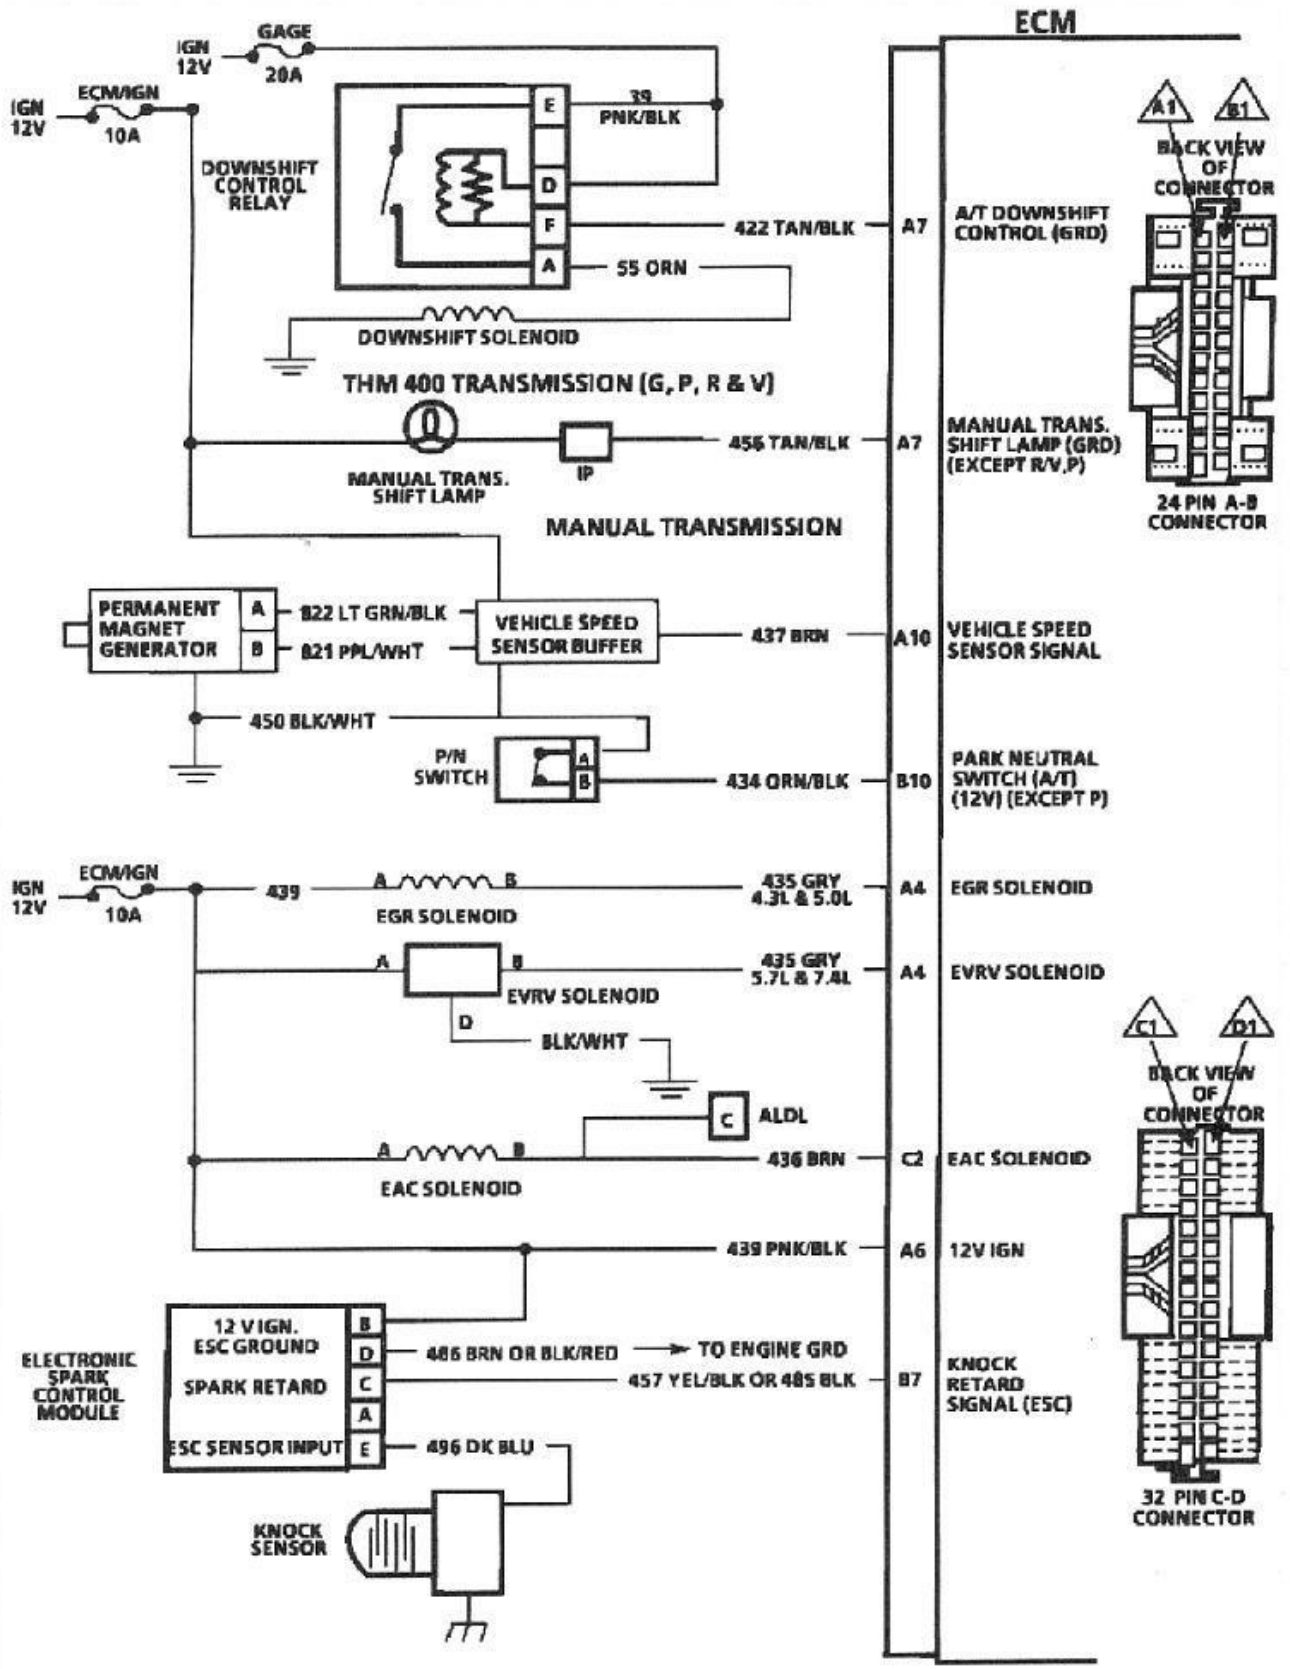 ECM
GAGE
IGN
12V
20A
ECM/IGN
IGN
12V
10A
DOWNSHIFT
CONTROL
RELAY
E
D
F
A
39
PNK/BLK
422 TAN/BLK
A7
A/T DOWNSHIFT
CONTROL (GRD)
55 ORN
DOWNSHIFT SOLENOID
THM 400 TRANSMISSION (G, P, R & V)
A1
B1
BACK VIEW
OF
CONNECTOR
24 PIN A-B
CONNECTOR
MANUAL TRANS.
SHIFT LAMP
IP
456 TAN/BLK
A7
MANUAL TRANS.
SHIFT LAMP (GRD)
(EXCEPT R/V,P)
MANUAL TRANSMISSION
PERMANENT
MAGNET
GENERATOR
A
B
822 LT GRN/BLK
821 PPL/WHT
VEHICLE SPEED
SENSOR BUFFER
437 BRN
A10
VEHICLE SPEED
SENSOR SIGNAL
450 BLK/WHT
P/N
SWITCH
A
B
434 ORN/BLK
B10
PARK NEUTRAL
SWITCH (A/T)
(12V) (EXCEPT P)
IGN
12V
ECM/IGN
10A
439
A
B
EGR SOLENOID
435 GRY
4.3L & 5.0L
A4
EGR SOLENOID
A
B
D
EVRV SOLENOID
435 GRY
5.7L & 7.4L
A4
EVRV SOLENOID
BLK/WHT
C
ALDL
A
B
EAC SOLENOID
436 BRN
C2
EAC SOLENOID
439 PNK/BLK
A6
12V IGN
C1
D1
BACK VIEW
OF
CONNECTOR
32 PIN C-D
CONNECTOR
ELECTRONIC
SPARK
CONTROL
MODULE
12 V IGN.
ESC GROUND
SPARK RETARD
ESC SENSOR INPUT
B
D
C
A
E
486 BRN OR BLK/RED
TO ENGINE GRD
457 YEL/BLK OR 485 BLK
B7
KNOCK
RETARD
SIGNAL (ESC)
496 DK BLU
KNOCK
SENSOR